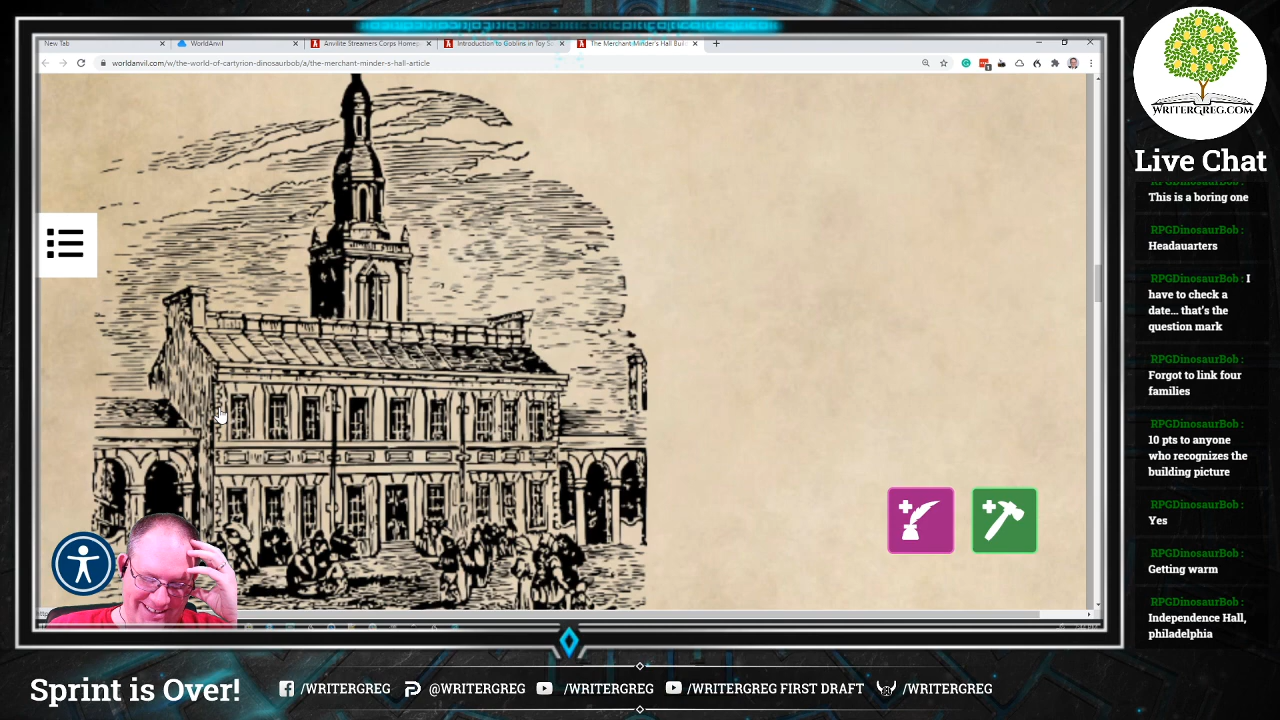 New Tab
WorldAnvil
Anvilite Streamers Corps Home
Introduction to Goblins in Toy S
The Merchant Minder's Hall Buil
worldanvil.com/w/the-world-of-cartyrion-dinosaurbob/a/the-merchant-minder-s-hall-article
WRITERGREG.COM
Live Chat
RPGDinosaurBob :
This is a boring one
RPGDinosaurBob :
Headauarters
RPGDinosaurBob : I
have to check a
date... that's the
question mark
RPGDinosaurBob :
Forgot to link four
families
RPGDinosaurBob :
10 pts to anyone
who recognizes the
building picture
RPGDinosaurBob :
Yes
RPGDinosaurBob :
Getting warm
RPGDinosaurBob :
Independence Hall,
philadelphia
Sprint is Over!
/WRITERGREG
@WRITERGREG
/WRITERGREG
/WRITERGREG FIRST DRAFT
/WRITERGREG